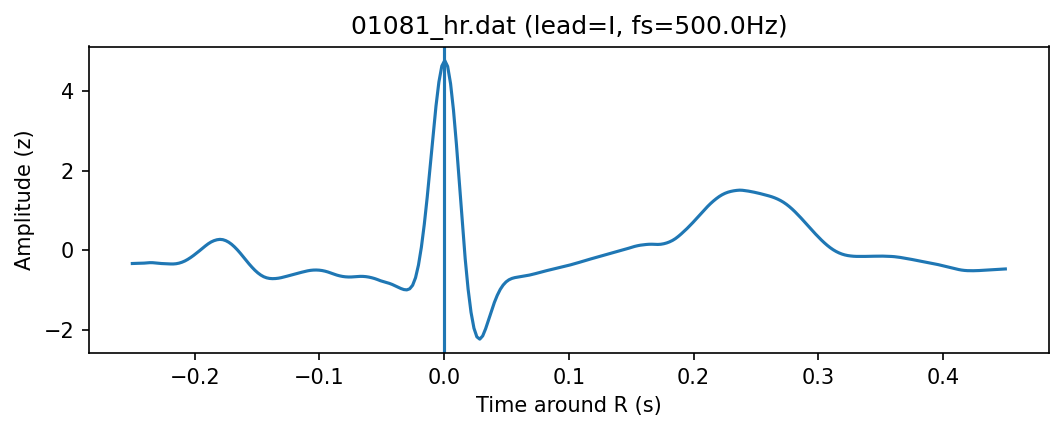 01081_hr.dat (lead=I, fs=500.0Hz)
Amplitude (z)
4
2
0
−2
−0.2 −0.1 0.0 0.1 0.2 0.3 0.4
Time around R (s)